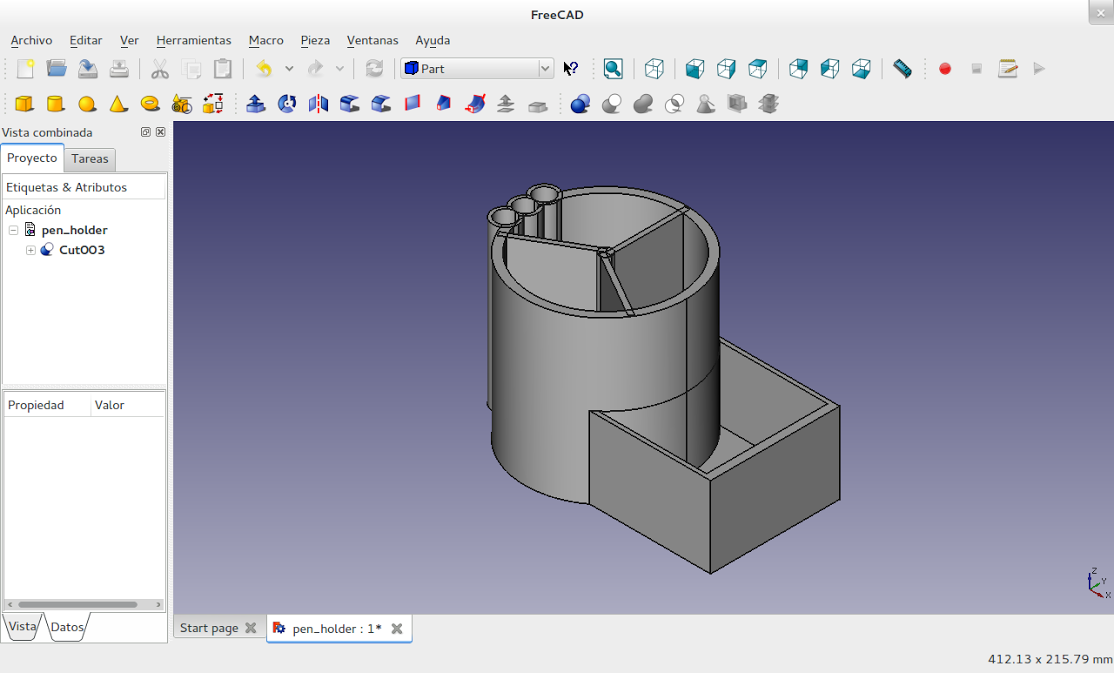 FreeCAD
Archivo Editar Ver Herramientas Macro Pieza Ventanas Ayuda
Part
Vista combinada
Proyecto Tareas
Etiquetas & Atributos
Aplicación
pen_holder
Cut003
Propiedad Valor
Z
Y
X
Vista Datos
Start page pen_holder : 1*
412.13 x 215.79 mm